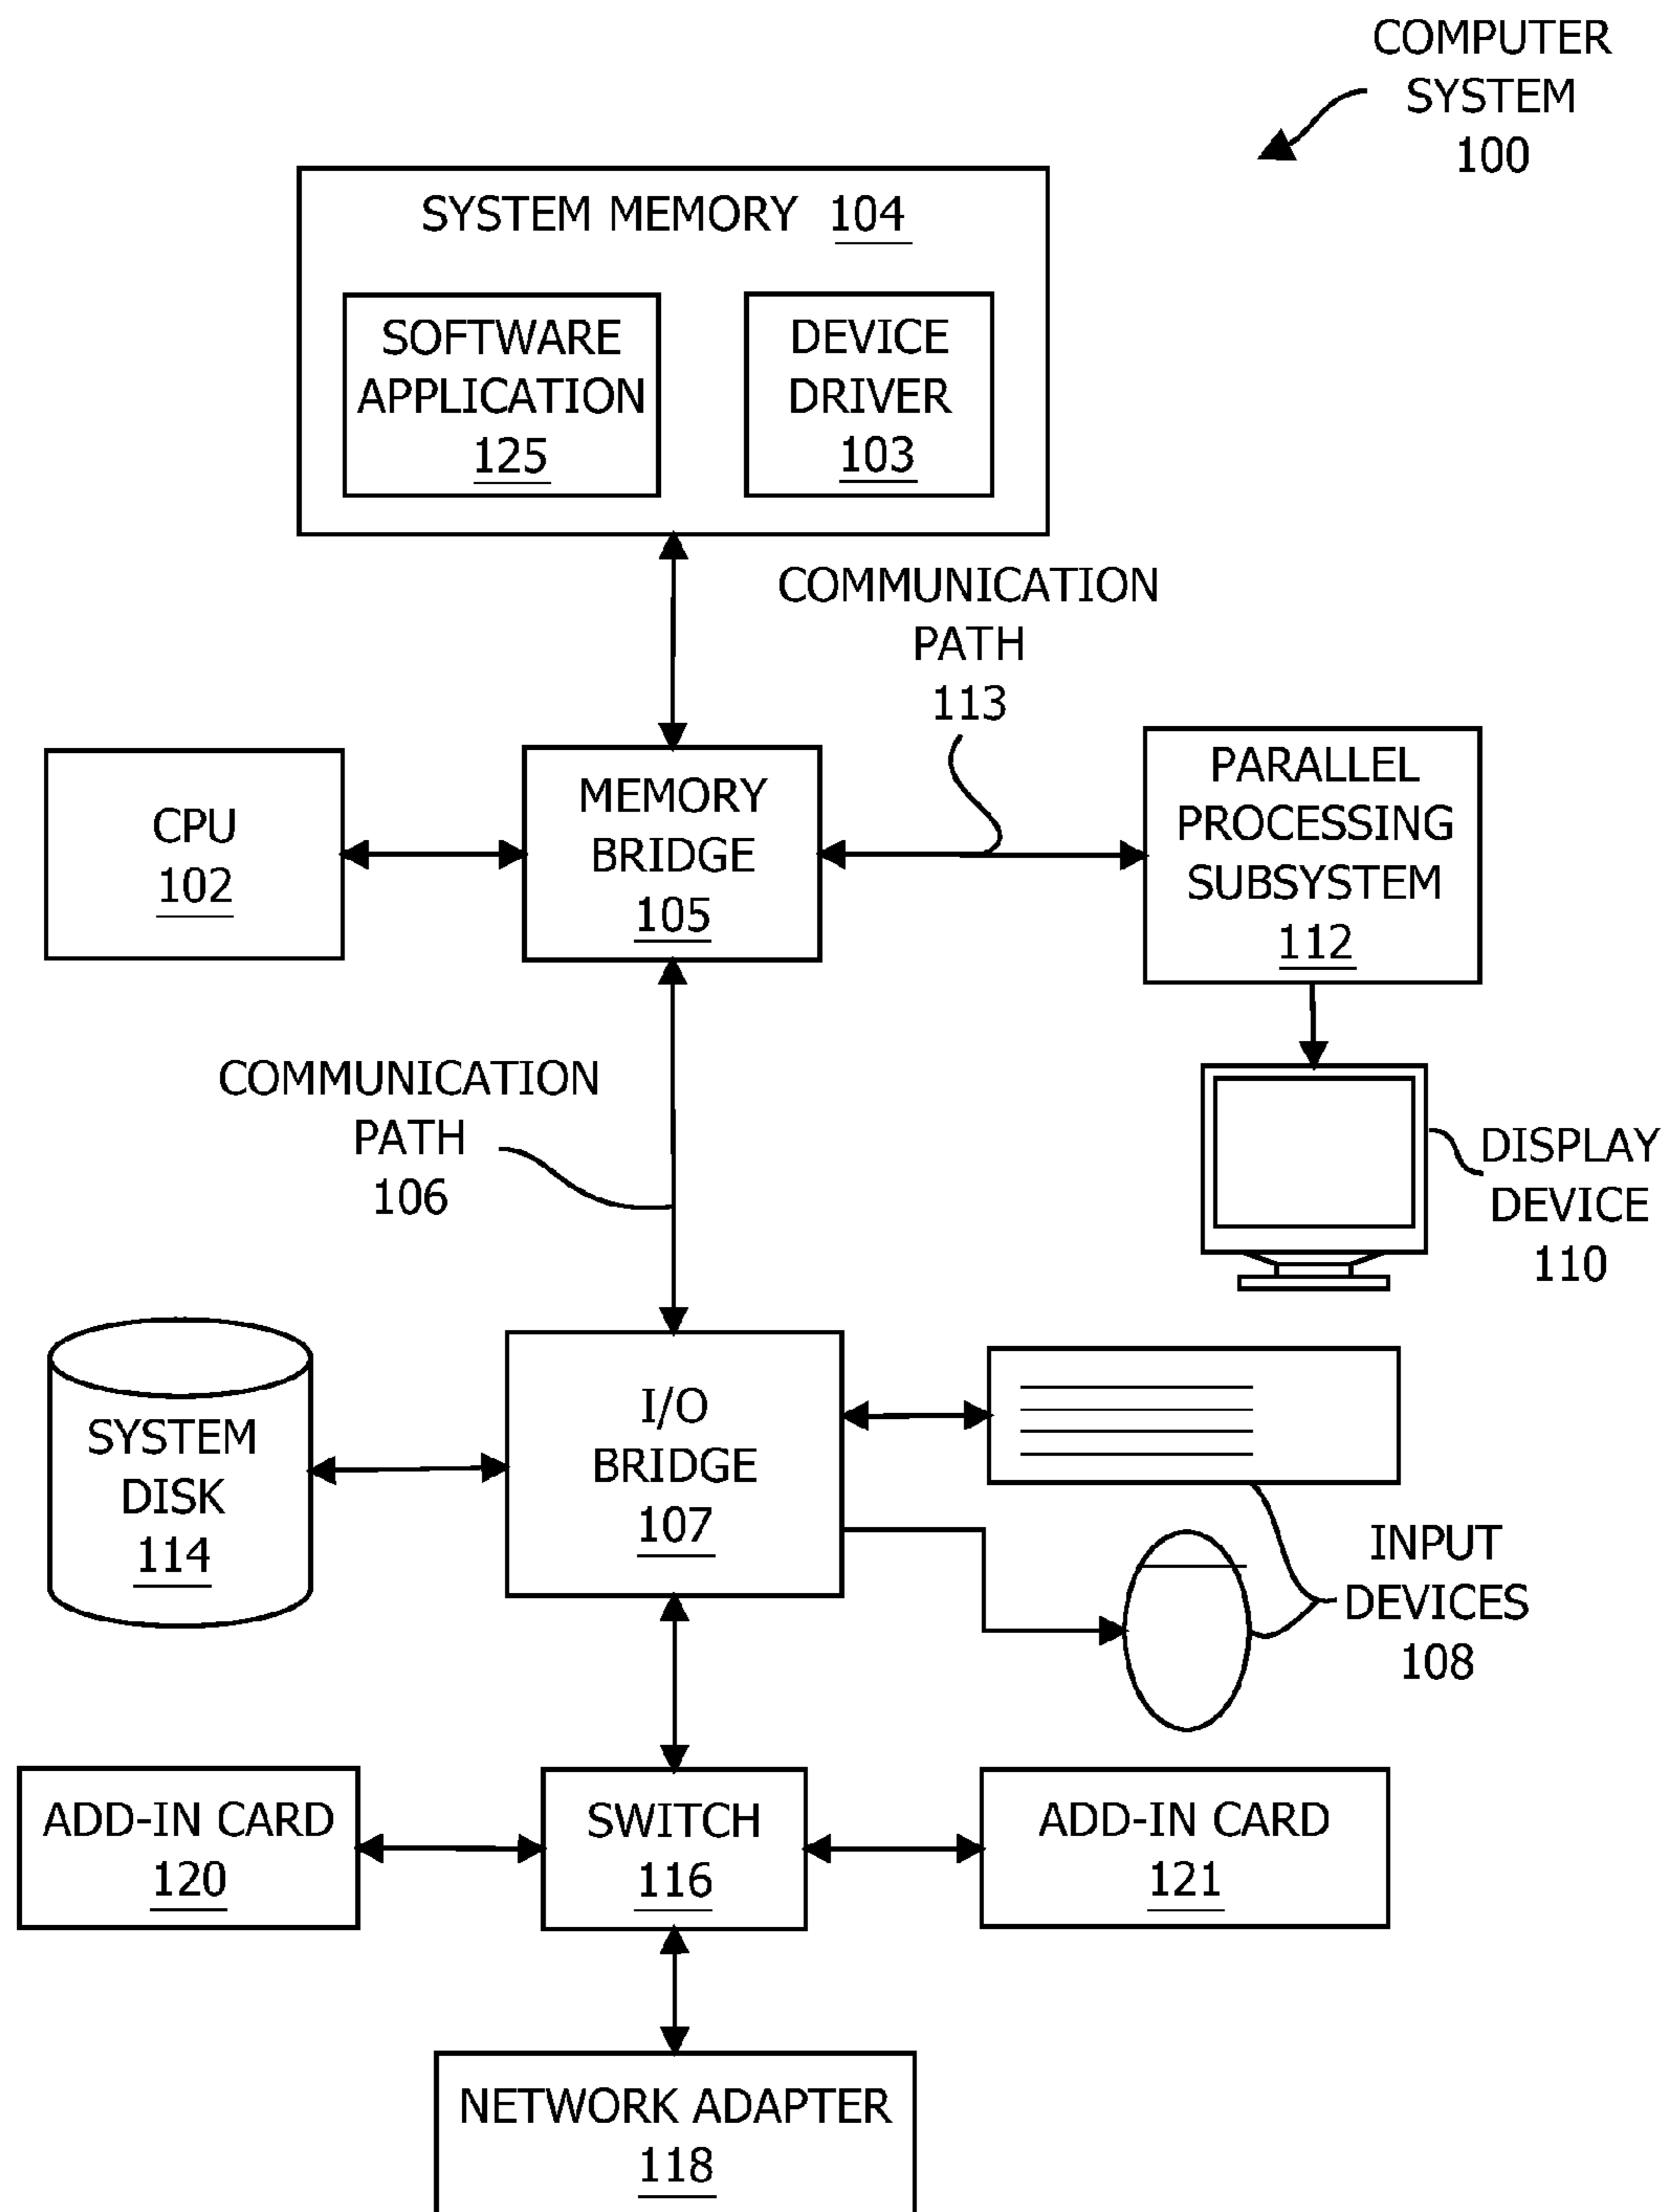 COMPUTER
SYSTEM
100
SYSTEM MEMORY 104
SOFTWARE
APPLICATION
125
DEVICE
DRIVER
103
COMMUNICATION
PATH
113
CPU
102
MEMORY
BRIDGE
105
PARALLEL
PROCESSING
SUBSYSTEM
112
COMMUNICATION
PATH
106
DISPLAY
DEVICE
110
SYSTEM
DISK
114
I/O
BRIDGE
107
INPUT
DEVICES
108
ADD-IN CARD
120
SWITCH
116
ADD-IN CARD
121
NETWORK ADAPTER
118